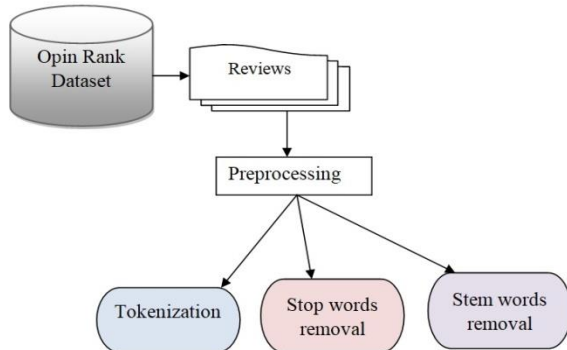 Opin Rank
Dataset
Reviews
Preprocessing
Tokenization
Stop words
removal
Stem words
removal